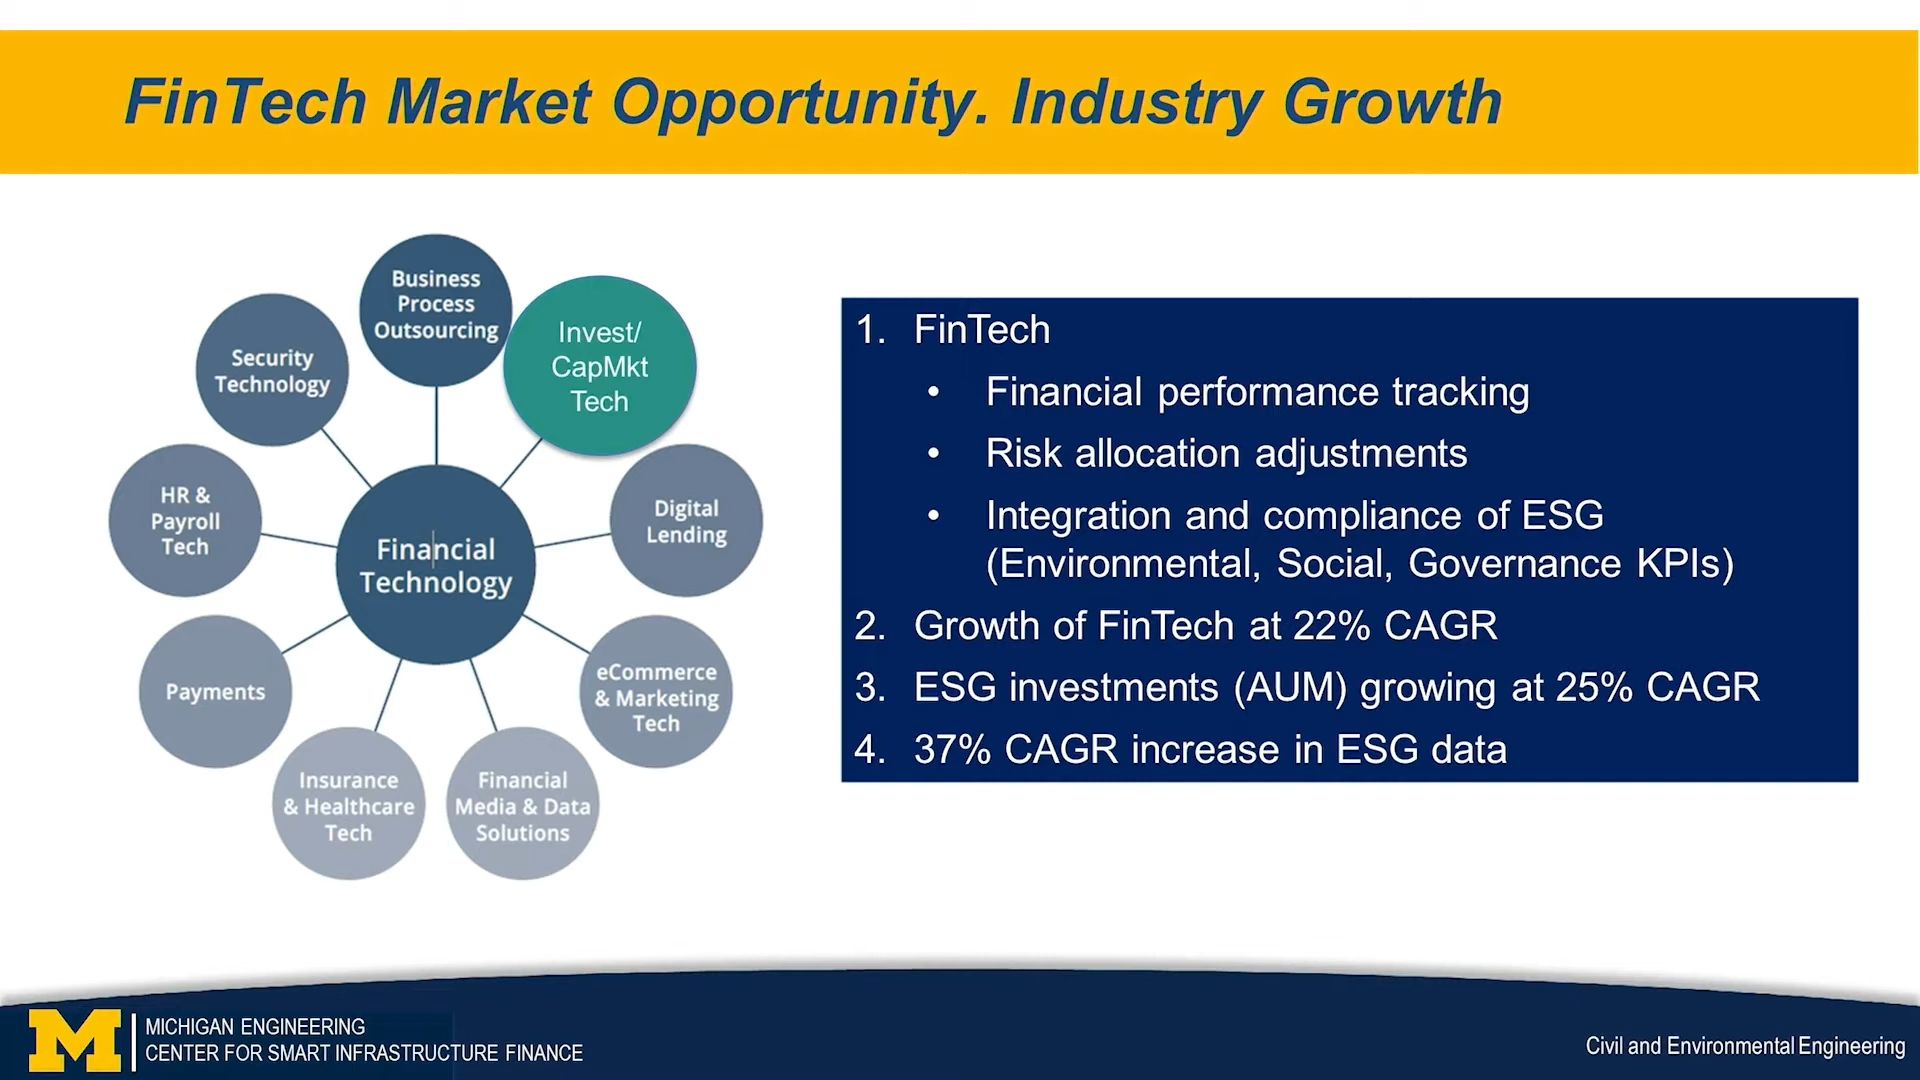 FinTech Market Opportunity. Industry Growth
Business
Process
Outsourcing
Invest/
CapMkt
Tech
Security
Technology
HR &
Payroll
Tech
Digital
Lending
Financial
Technology
Payments
eCommerce
& Marketing
Tech
Insurance
& Healthcare
Tech
Financial
Media & Data
Solutions
1. FinTech
• Financial performance tracking
• Risk allocation adjustments
• Integration and compliance of ESG
(Environmental, Social, Governance KPIs)
2. Growth of FinTech at 22% CAGR
3. ESG investments (AUM) growing at 25% CAGR
4. 37% CAGR increase in ESG data
M
MICHIGAN ENGINEERING
CENTER FOR SMART INFRASTRUCTURE FINANCE
Civil and Environmental Engineering